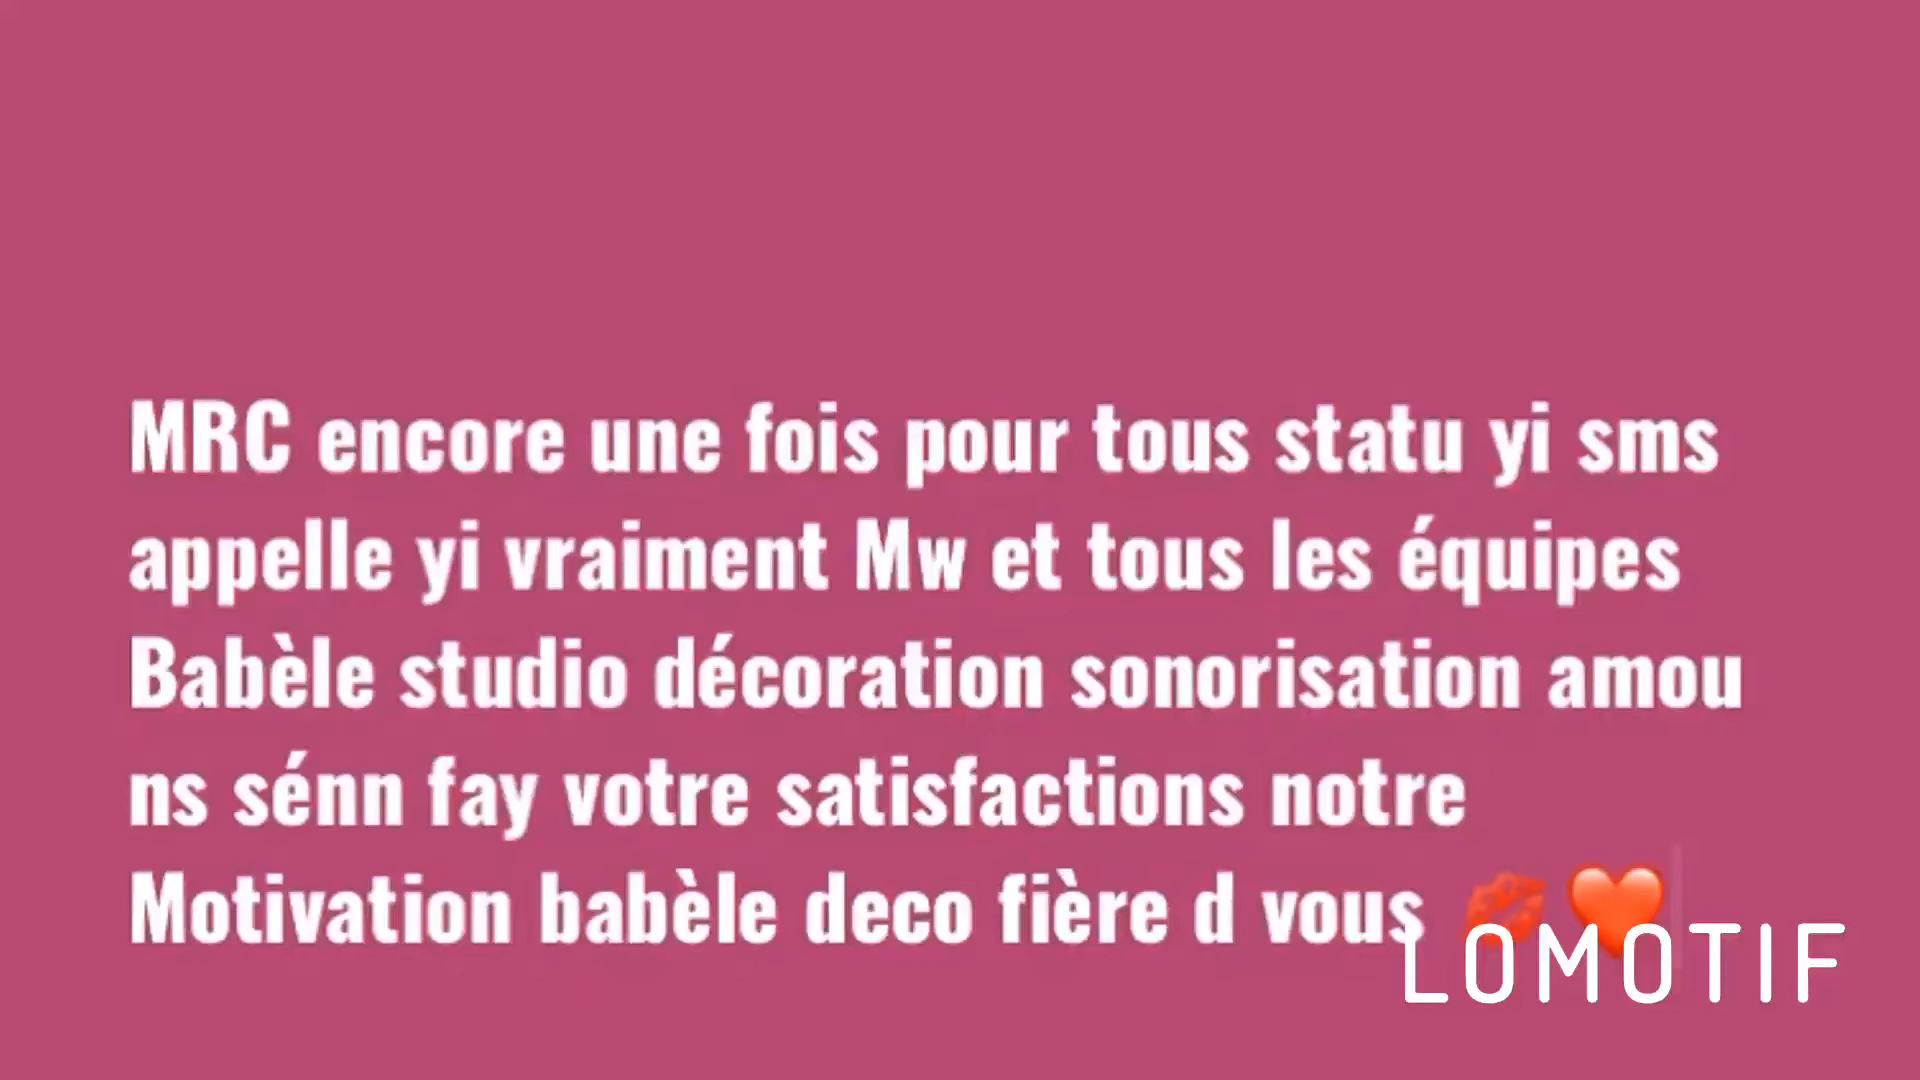 MRC encore une fois pour tous statu yi sms
appelle yi vraiment Mw et tous les équipes
Babèle studio décoration sonorisation amou
ns sénn fay votre satisfactions notre
Motivation babèle deco fière d vous 💋❤️
LOMOTIF